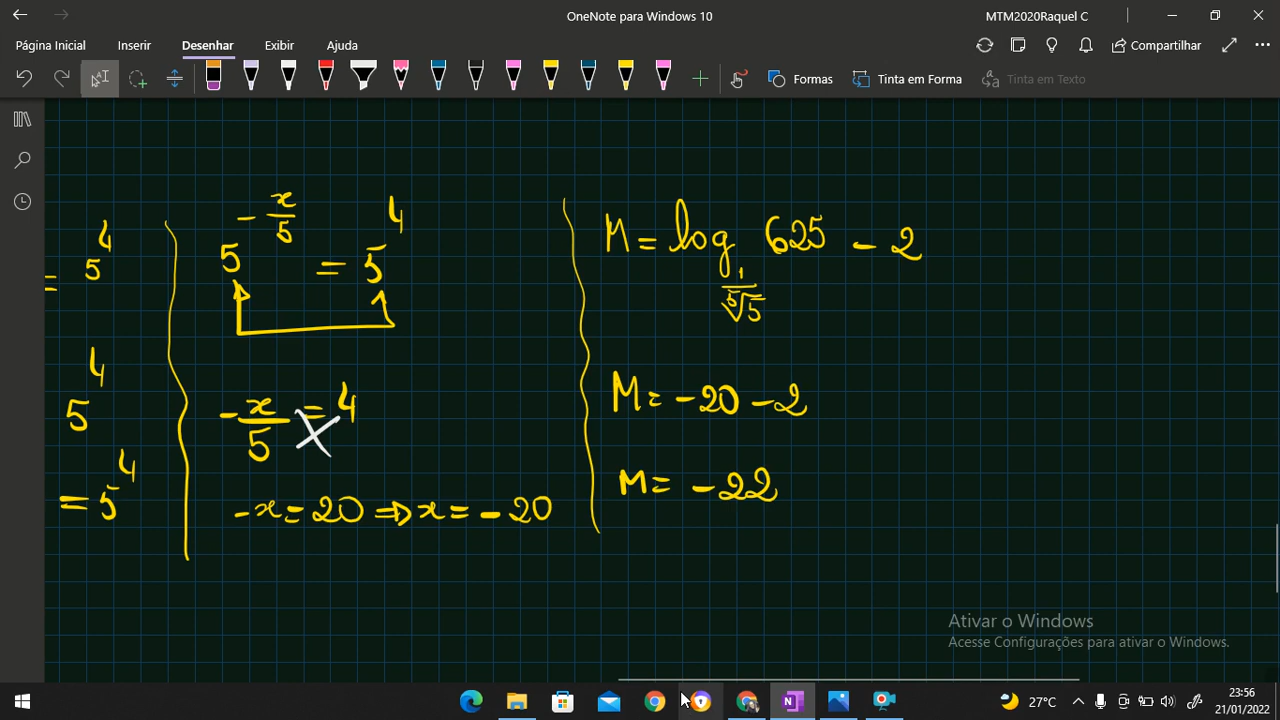 OneNote para Windows 10
MTM2020Raquel C
Página Inicial Inserir Desenhar Exibir Ajuda
Compartilhar
Formas Tinta em Forma Tinta em Texto
= 5^4
5^4
= 5^4
5^(-x/5) = 5^4
-x/5 = 4
-x = 20 ⇒ x = -20
M = log_(1/⁵√5) 625 - 2
M = -20 - 2
M = -22
Ativar o Windows
Acesse Configurações para ativar o Windows.
27°C
23:56
21/01/2022